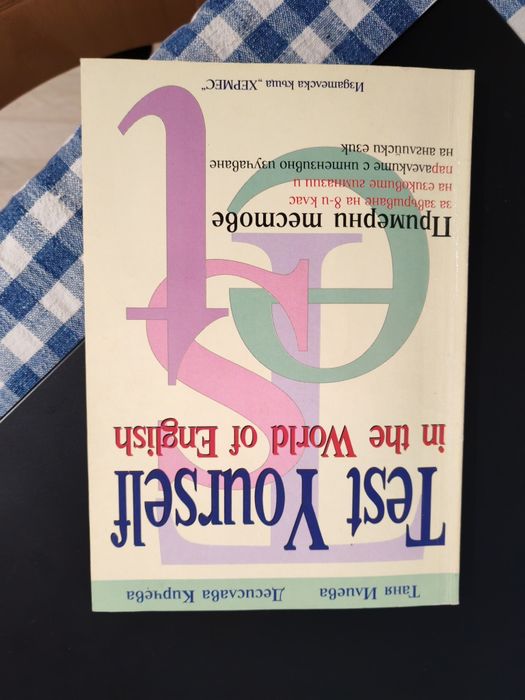 Таня Илиева Десислава Кирчева
Test Yourself
in the World of English
Примерни тестове
за завършване на 8-и клас
на езиковите гимназии и
паралелките с интензивно изучаване
на английски език
Издателска къща „ХЕРМЕС“
Test